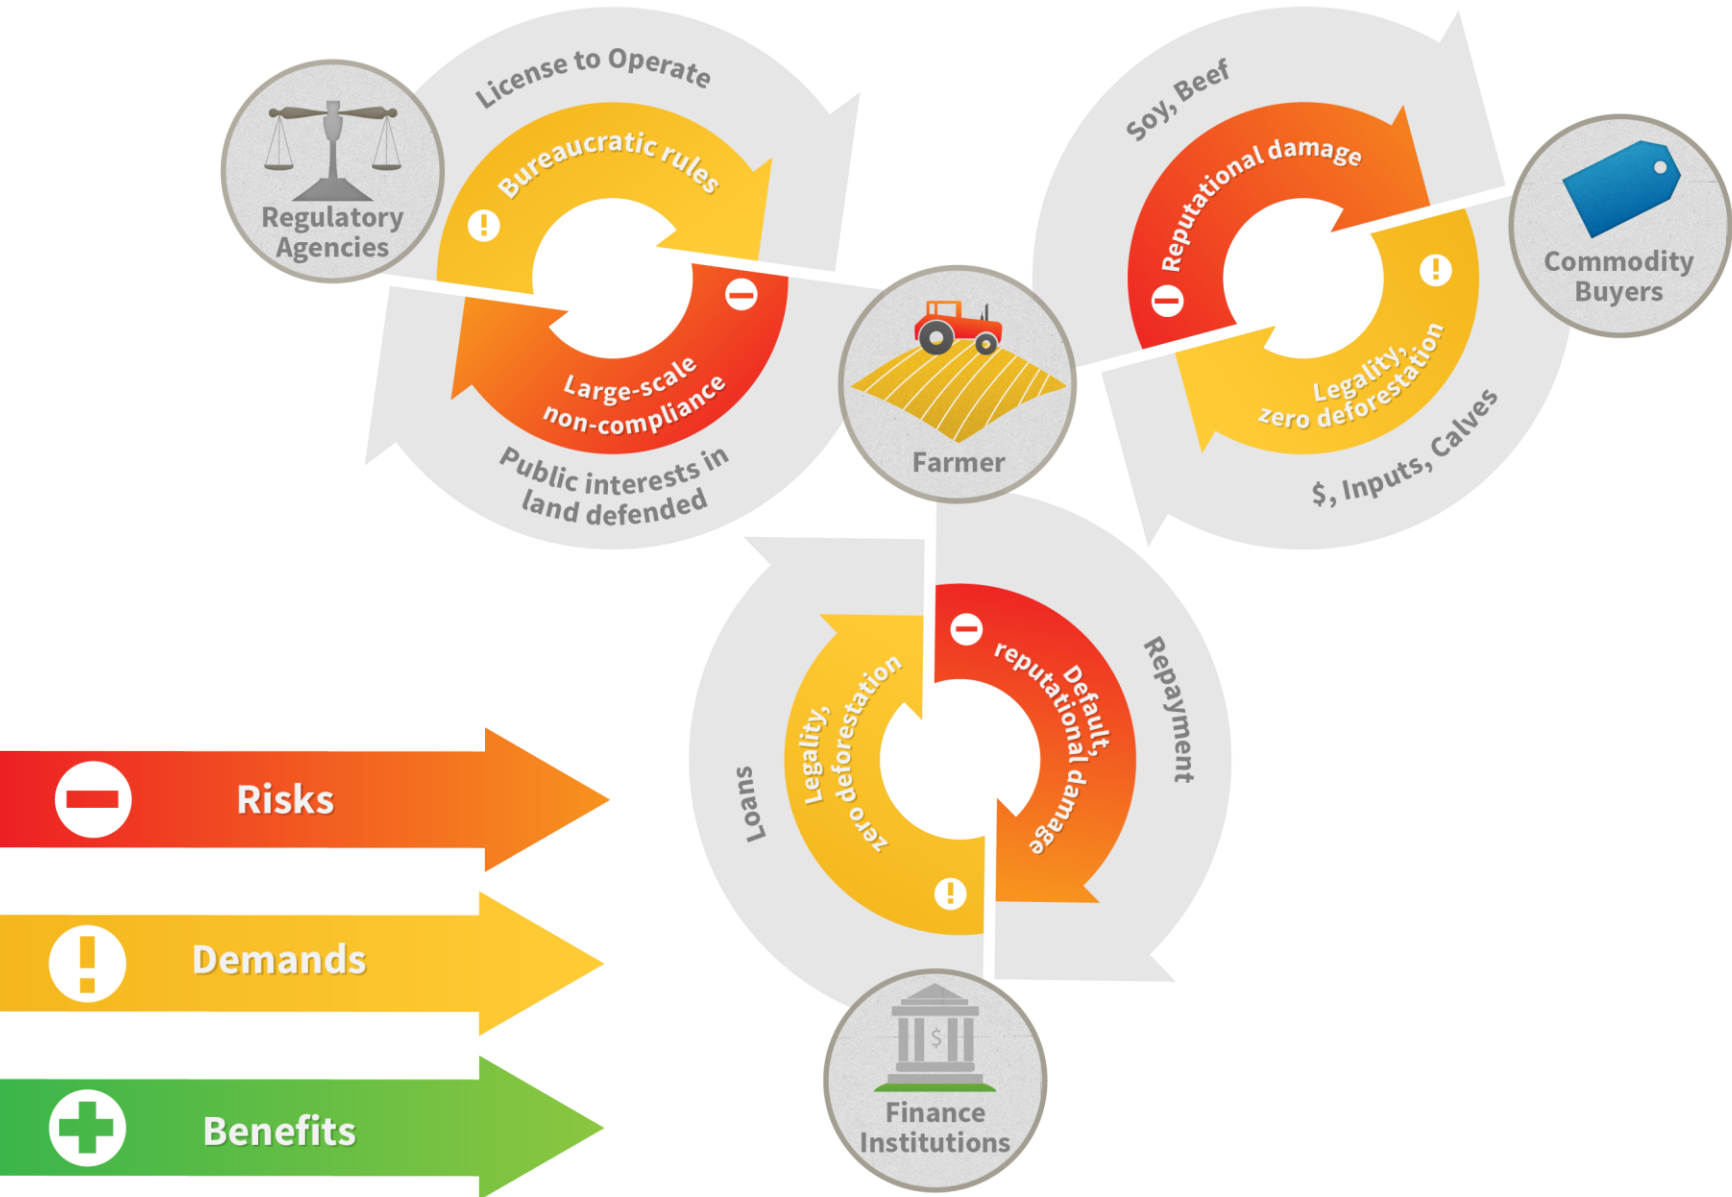 License to Operate
Bureaucratic rules
!
Regulatory
Agencies
Large-scale
non-compliance
Public interests in
land defended
Soy, Beef
Reputational damage
!
Commodity
Buyers
Legality,
zero deforestation
$, Inputs, Calves
Farmer
Loans
Legality,
zero deforestation
!
Default,
reputational damage
Repayment
$
Finance
Institutions
Risks
!
Demands
Benefits